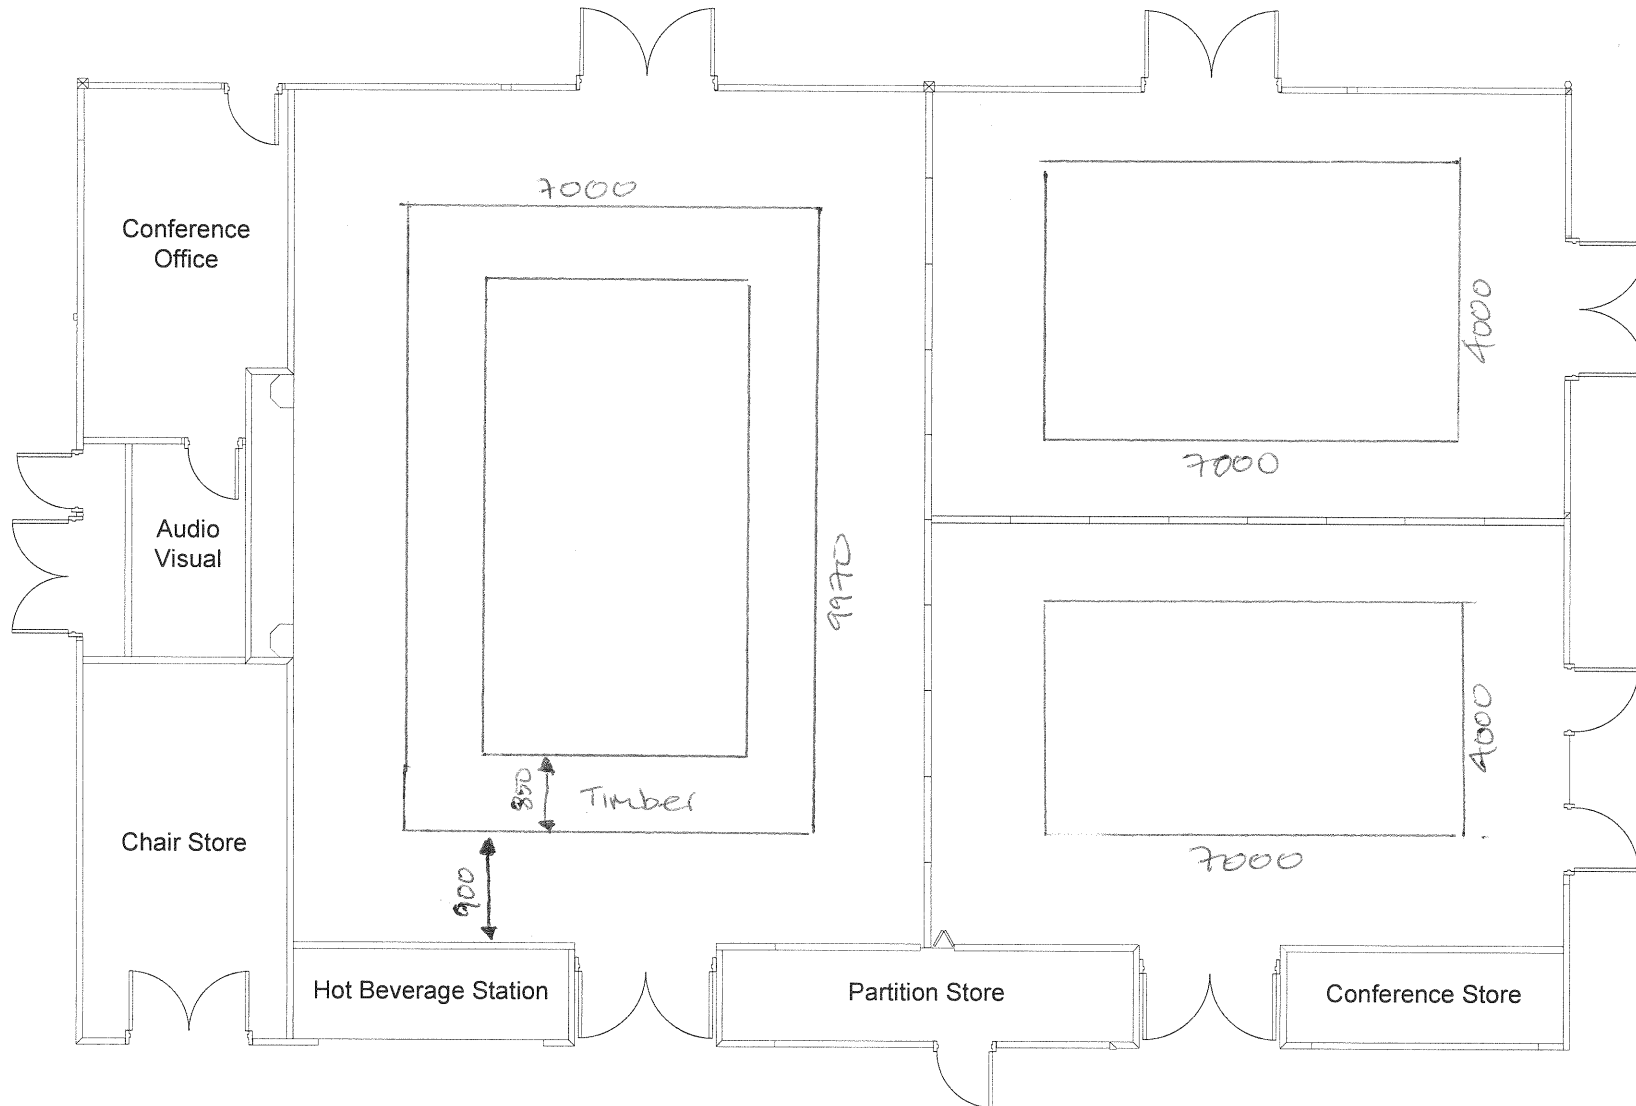 7000
Conference
Office
4000
7000
Audio
Visual
9970
4000
850
Timber
Chair Store
7000
900
Hot Beverage Station
Partition Store
Conference Store